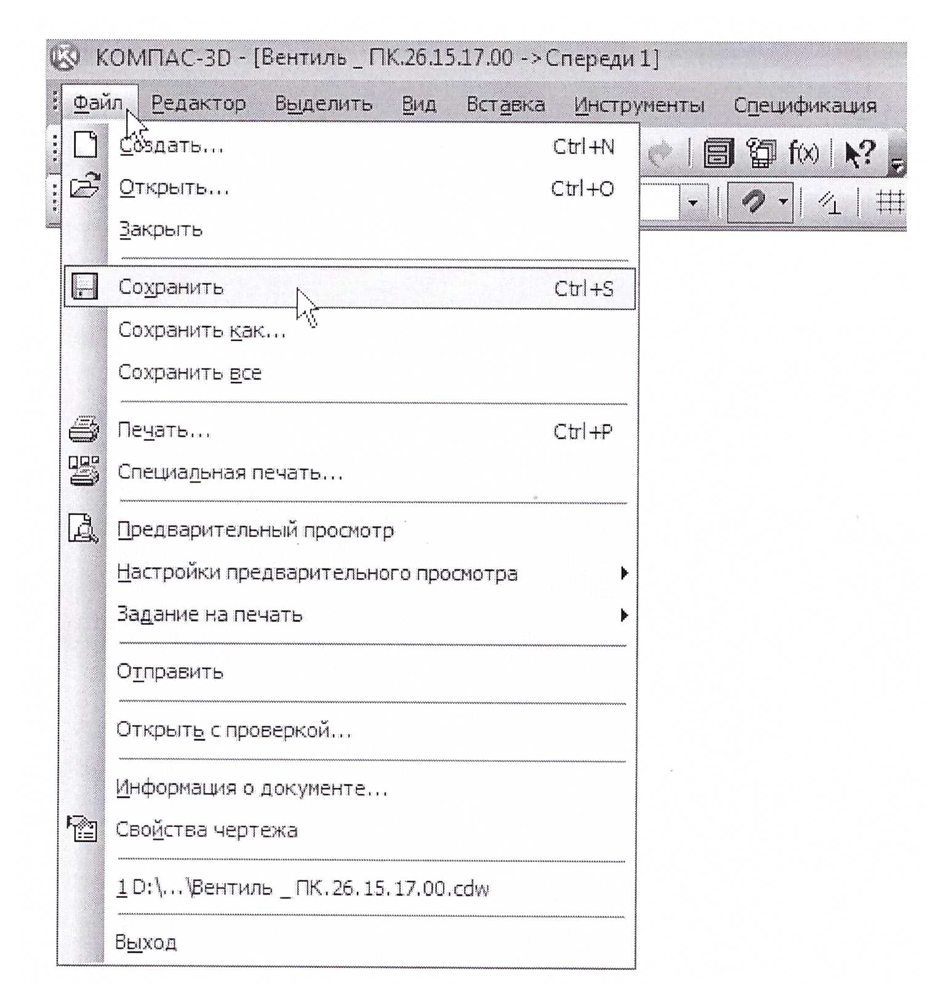 КОМПАС-3D - [Вентиль _ ПК.26.15.17.00 ->Спереди 1]
Файл Редактор Выделить Вид Вставка Инструменты Спецификация
Создать... Ctrl+N
f(x) ?
Открыть... Ctrl+O
Закрыть
Сохранить Ctrl+S
Сохранить как...
Сохранить все
Печать... Ctrl+P
Специальная печать...
Предварительный просмотр
Настройки предварительного просмотра
Задание на печать
Отправить
Открыть с проверкой...
Информация о документе...
Свойства чертежа
1 D:\...\Вентиль _ ПК.26.15.17.00.cdw
Выход